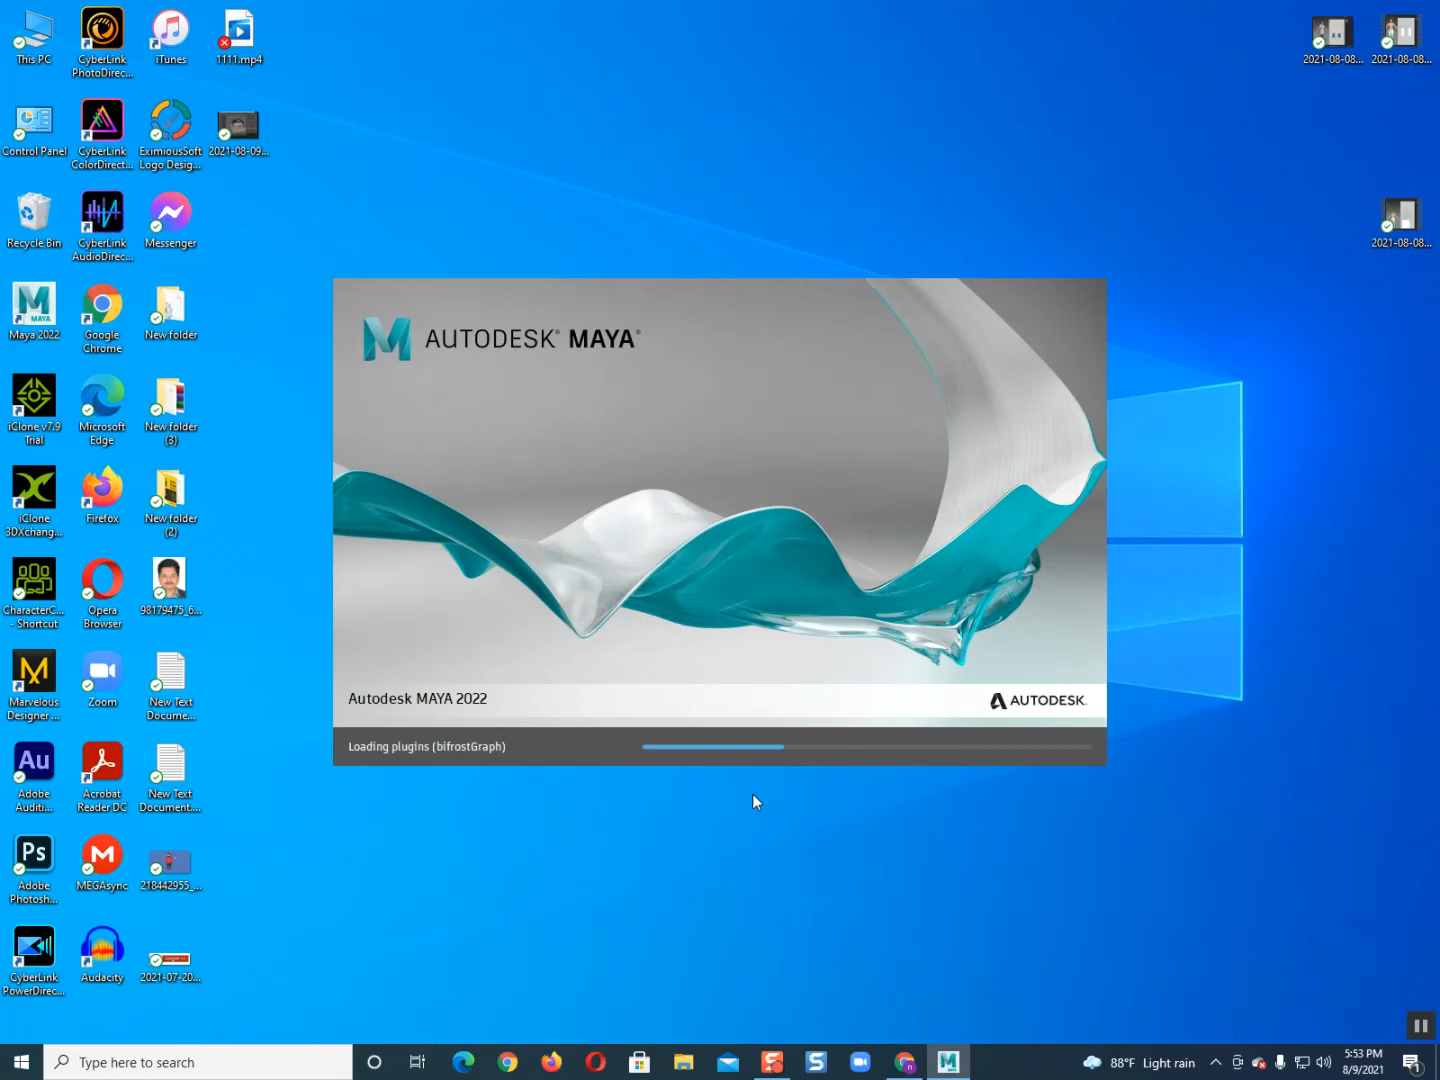 This PC
CyberLink
PhotoDirec...
iTunes
1111.mp4
2021-08-08...
2021-08-08...
Control Panel
CyberLink
ColorDirect...
EximiousSoft
Logo Desig...
2021-08-09...
Recycle Bin
CyberLink
AudioDirec...
Messenger
2021-08-08...
Maya 2022
Google
Chrome
New folder
iClone v7.9
Trial
Microsoft
Edge
New folder
(3)
iClone
3DXchang...
Firefox
New folder
(2)
CharacterC...
- Shortcut
Opera
Browser
98179475_6...
Marvelous
Designer ...
Zoom
New Text
Docume...
Adobe
Auditi...
Acrobat
Reader DC
New Text
Document....
Adobe
Photosh...
MEGAsync
218442955_...
CyberLink
PowerDirec...
Audacity
2021-07-20...
MAYA
Au
Ps
AUTODESK® MAYA®
Autodesk MAYA 2022
AUTODESK.
Loading plugins (bifrostGraph)
Type here to search
88°F Light rain
5:53 PM
8/9/2021
1